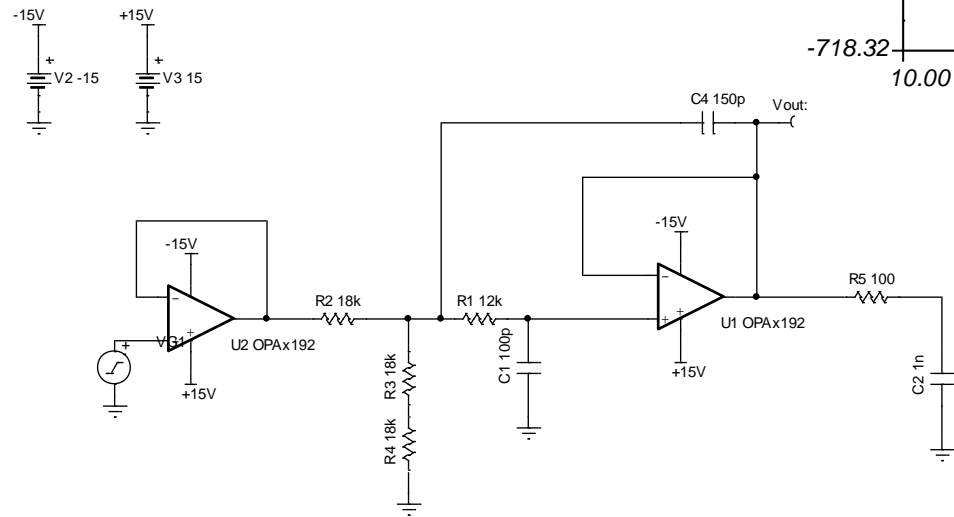 -15V
+15V
+
V2 -15
+
V3 15
-718.32
10.00
C4 150p
Vout:
-15V
-15V
R5 100
R2 18k
R1 12k
U2 OPAx192
U1 OPAx192
VG1
+
+15V
+15V
C1 100p
R3 18k
R4 18k
C2 1n